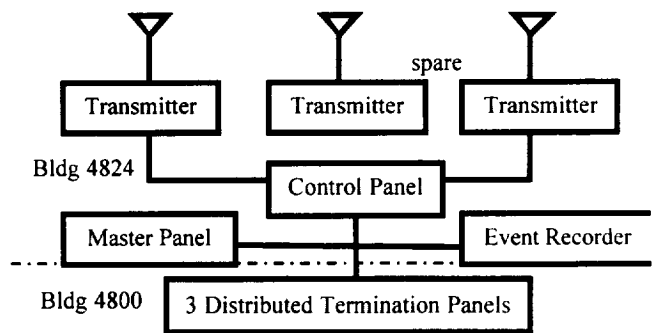 spare
Transmitter
Transmitter
Transmitter
Bldg 4824
Control Panel
Master Panel
Event Recorder
Bldg 4800
3 Distributed Termination Panels